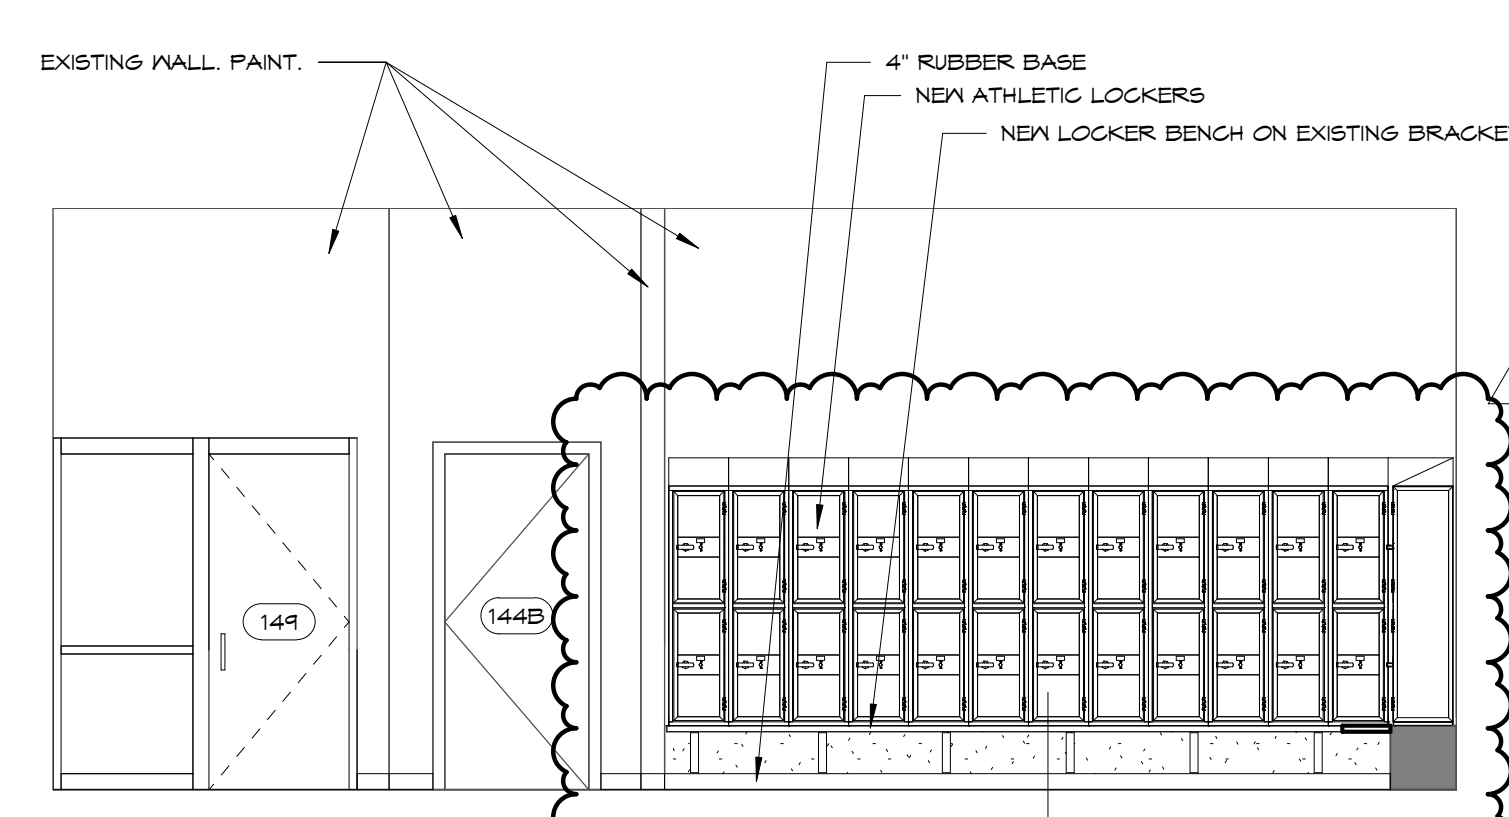 EXISTING WALL. PAINT.
4" RUBBER BASE
NEW ATHLETIC LOCKERS
NEW LOCKER BENCH ON EXISTING BRACKE
149
144B